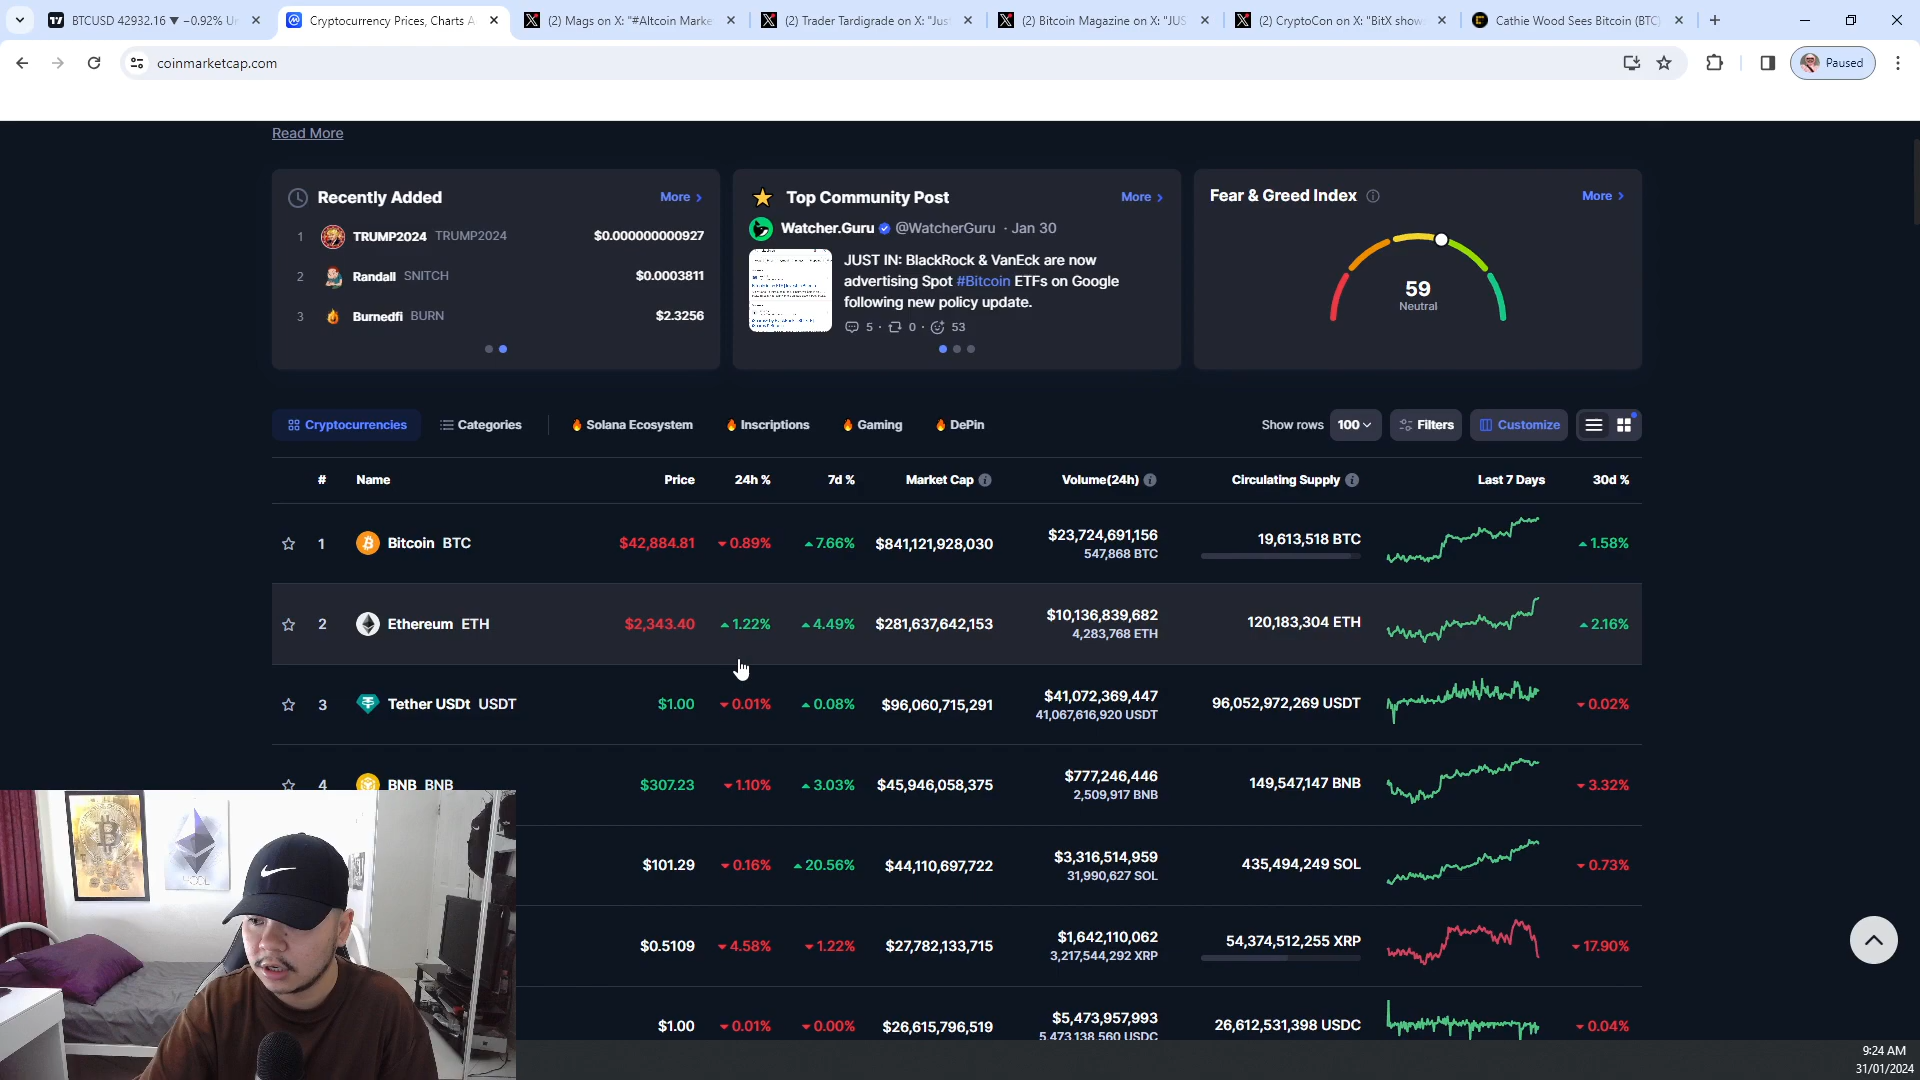 BTCUSD 42932.16 ▼ −0.92% Un
Cryptocurrency Prices, Charts A
(2) Mags on X: "#Altcoin Marke
(2) Trader Tardigrade on X: "Jus
(2) Bitcoin Magazine on X: "JUS
(2) CryptoCon on X: "BitX show
Cathie Wood Sees Bitcoin (BTC)
coinmarketcap.com
Paused
Read More
Recently Added More
1 TRUMP2024 TRUMP2024 $0.000000000927
2 Randall SNITCH $0.0003811
3 Burnedfi BURN $2.3256
Top Community Post More
Watcher.Guru @WatcherGuru · Jan 30
JUST IN: BlackRock & VanEck are now
advertising Spot #Bitcoin ETFs on Google
following new policy update.
5 · 0 · 53
Fear & Greed Index More
59
Neutral
Cryptocurrencies Categories Solana Ecosystem Inscriptions Gaming DePin Show rows 100 Filters Customize
# Name Price 24h % 7d % Market Cap Volume(24h) Circulating Supply Last 7 Days 30d %
1 Bitcoin BTC $42,884.81 0.89% 7.66% $841,121,928,030 $23,724,691,156 19,613,518 BTC 1.58%
547,868 BTC
2 Ethereum ETH $2,343.40 1.22% 4.49% $281,637,642,153 $10,136,839,682 120,183,304 ETH 2.16%
4,283,768 ETH
3 Tether USDt USDT $1.00 0.01% 0.08% $96,060,715,291 $41,072,369,447 96,052,972,269 USDT 0.02%
41,067,616,920 USDT
4 BNB BNB $307.23 1.10% 3.03% $45,946,058,375 $777,246,446 149,547,147 BNB 3.32%
2,509,917 BNB
$101.29 0.16% 20.56% $44,110,697,722 $3,316,514,959 435,494,249 SOL 0.73%
31,990,627 SOL
$0.5109 4.58% 1.22% $27,782,133,715 $1,642,110,062 54,374,512,255 XRP 17.90%
3,217,544,292 XRP
$1.00 0.01% 0.00% $26,615,796,519 $5,473,957,993 26,612,531,398 USDC 0.04%
5,473,138,560 USDC
9:24 AM
31/01/2024